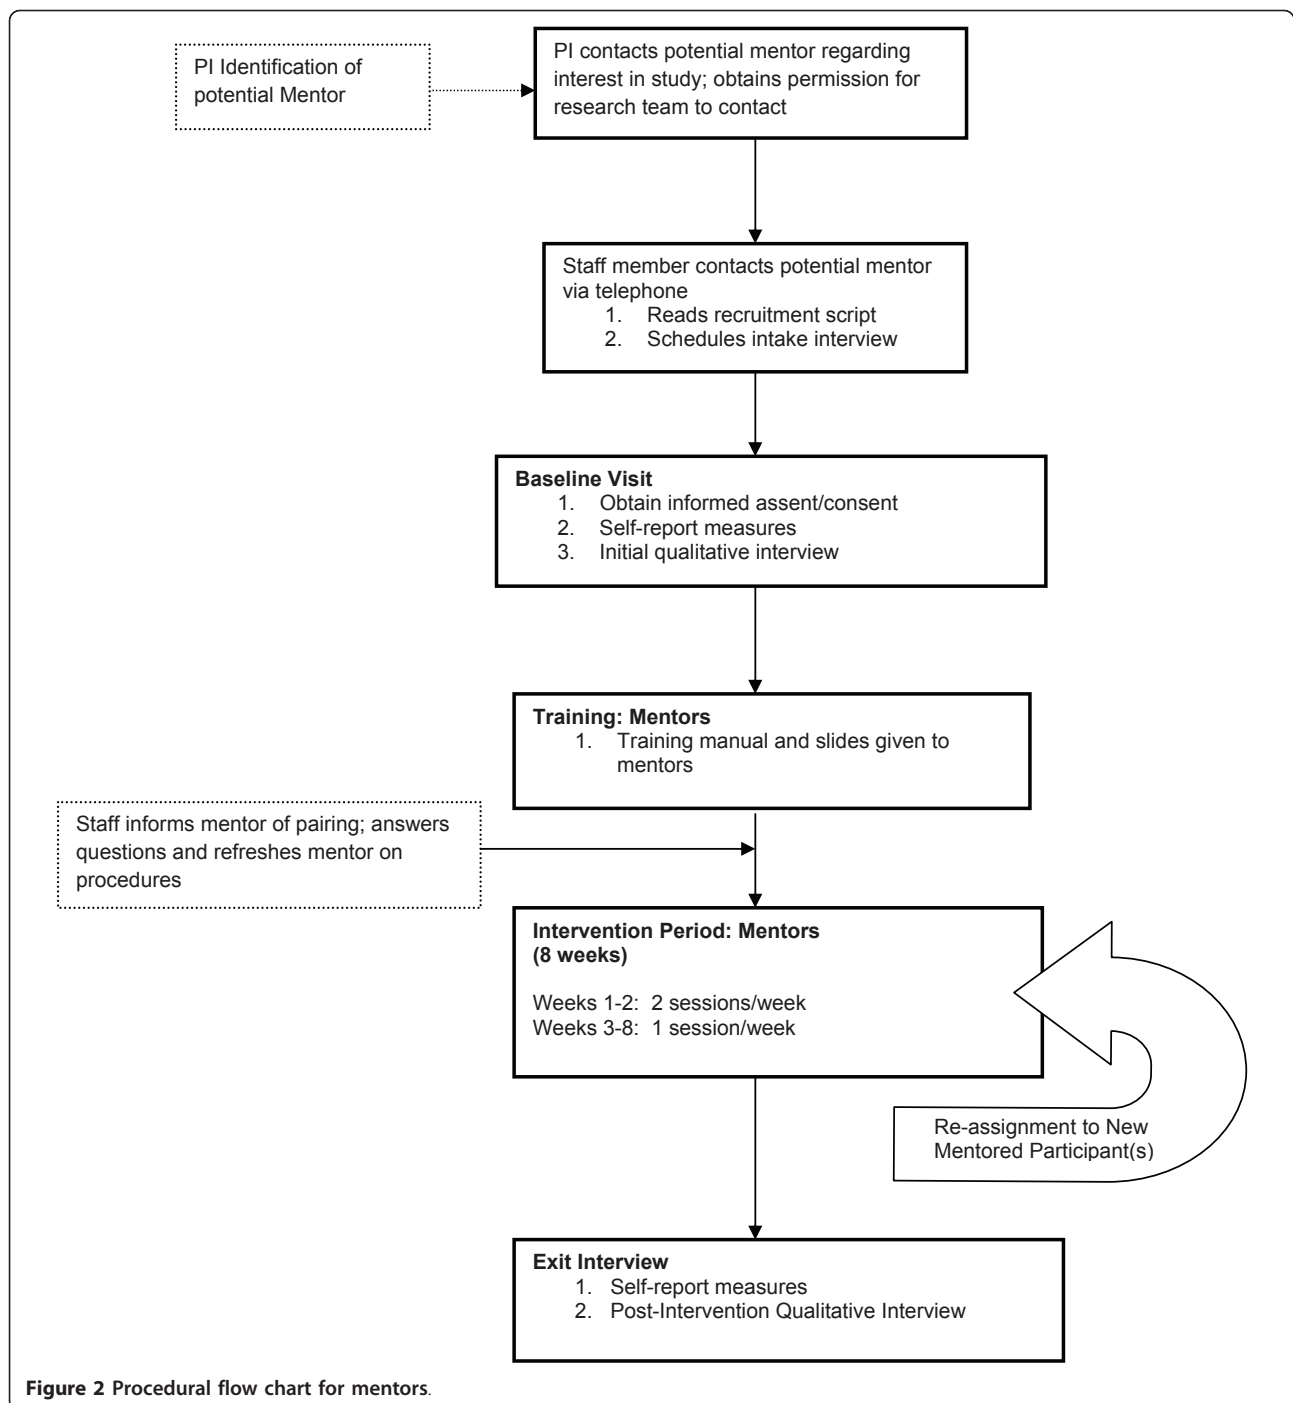 PI Identification of
potential Mentor
PI contacts potential mentor regarding
interest in study; obtains permission for
research team to contact
Staff member contacts potential mentor
via telephone
1. Reads recruitment script
2. Schedules intake interview
Baseline Visit
1. Obtain informed assent/consent
2. Self-report measures
3. Initial qualitative interview
Training: Mentors
1. Training manual and slides given to
mentors
Staff informs mentor of pairing; answers
questions and refreshes mentor on
procedures
Intervention Period: Mentors
(8 weeks)
Weeks 1-2: 2 sessions/week
Weeks 3-8: 1 session/week
Re-assignment to New
Mentored Participant(s)
Exit Interview
1. Self-report measures
2. Post-Intervention Qualitative Interview
Figure 2 Procedural flow chart for mentors.